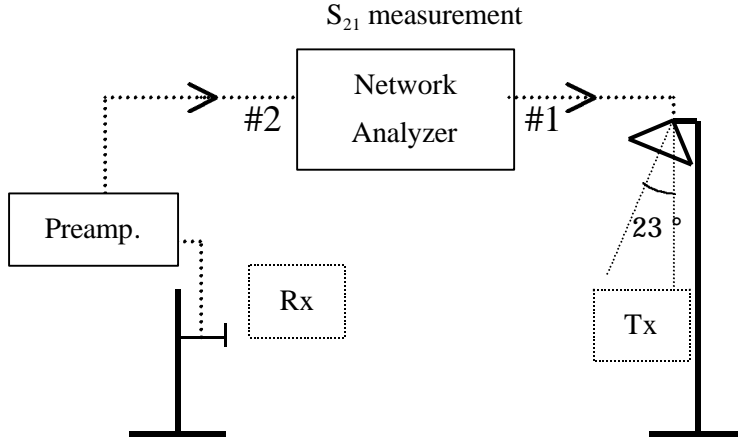 S₂₁ measurement
Network
Analyzer
#2
#1
Preamp.
23 °
Rx
Tx